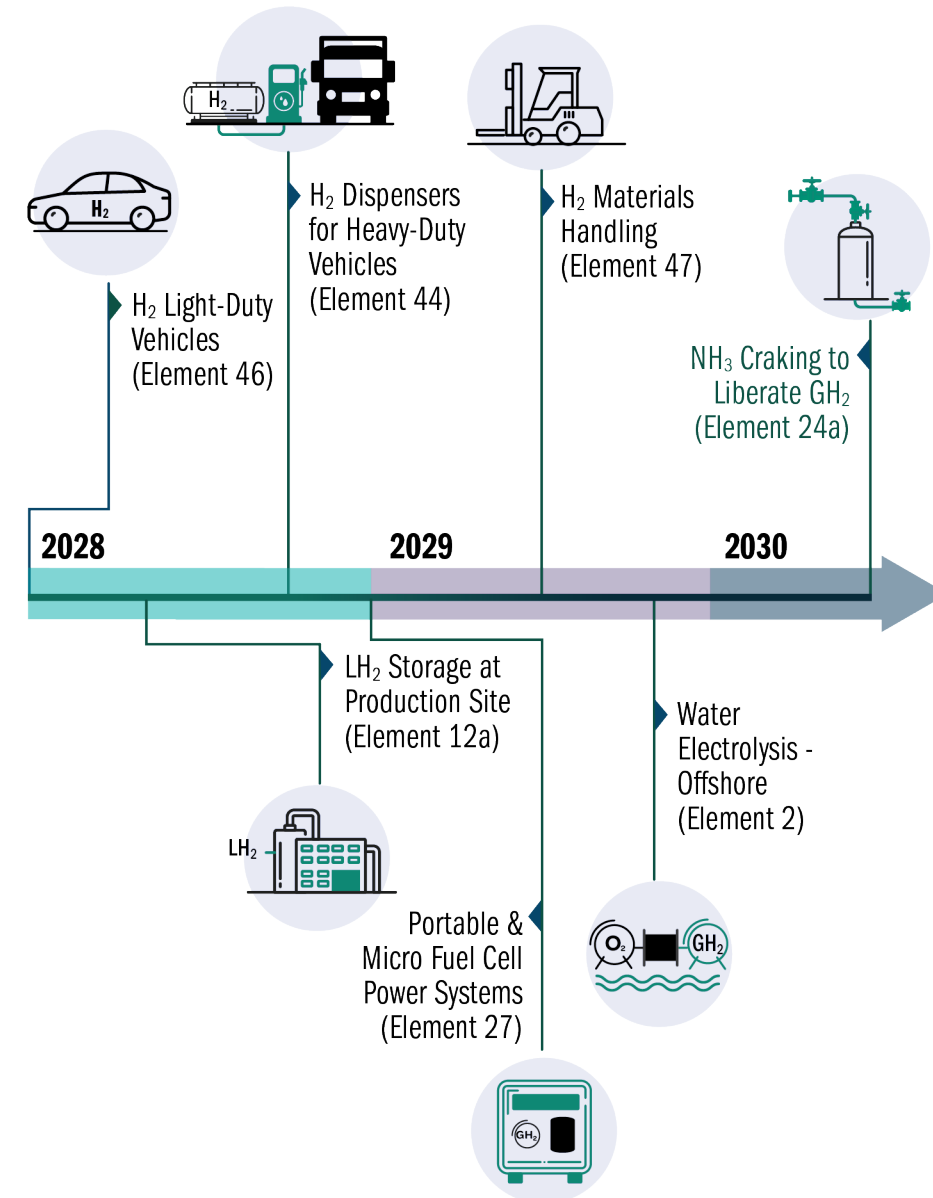 H₂
H₂ Dispensers
for Heavy-Duty
Vehicles
(Element 44)
H₂ Materials
Handling
(Element 47)
H₂
H₂ Light-Duty
Vehicles
(Element 46)
NH₃ Craking to
Liberate GH₂
(Element 24a)
2028
2029
2030
LH₂ Storage at
Production Site
(Element 12a)
LH₂
Water
Electrolysis -
Offshore
(Element 2)
O₂
GH₂
Portable &
Micro Fuel Cell
Power Systems
(Element 27)
GH₂